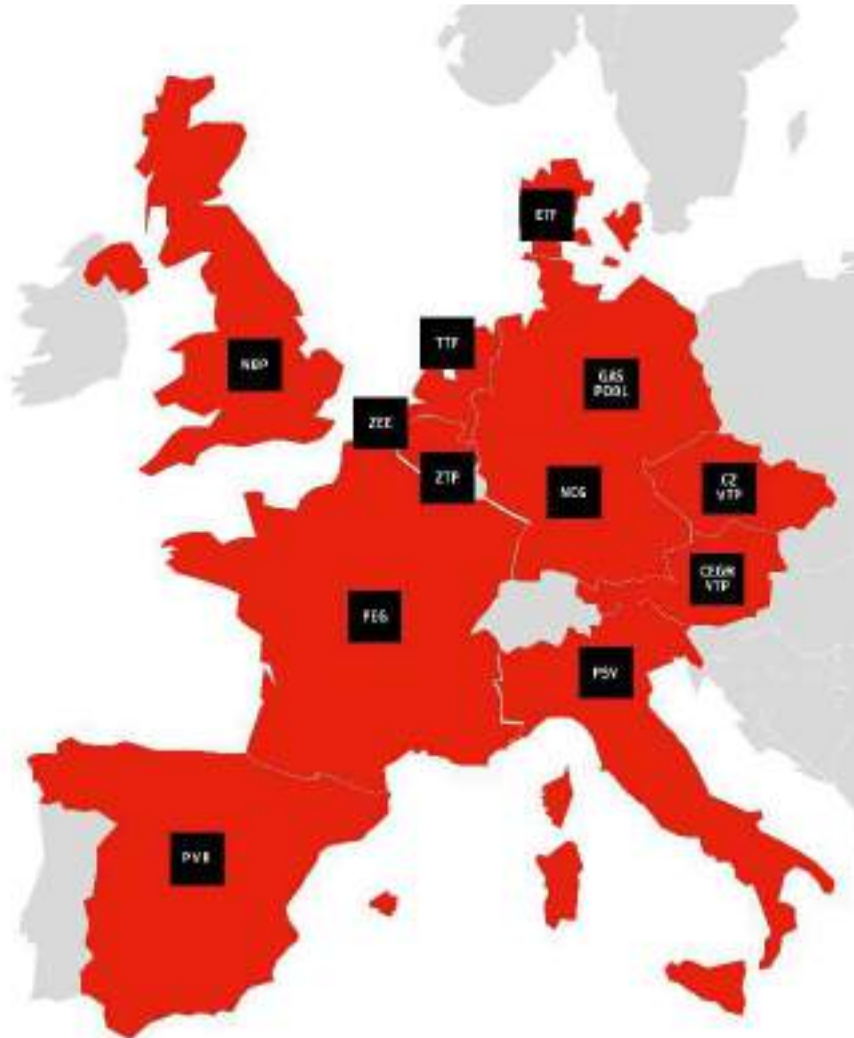 ETF
TTF
NBP
GAS
POOL
ZEE
ZTP
NCG
CZ
VTP
CEGH
VTP
PEG
PSV
PVB